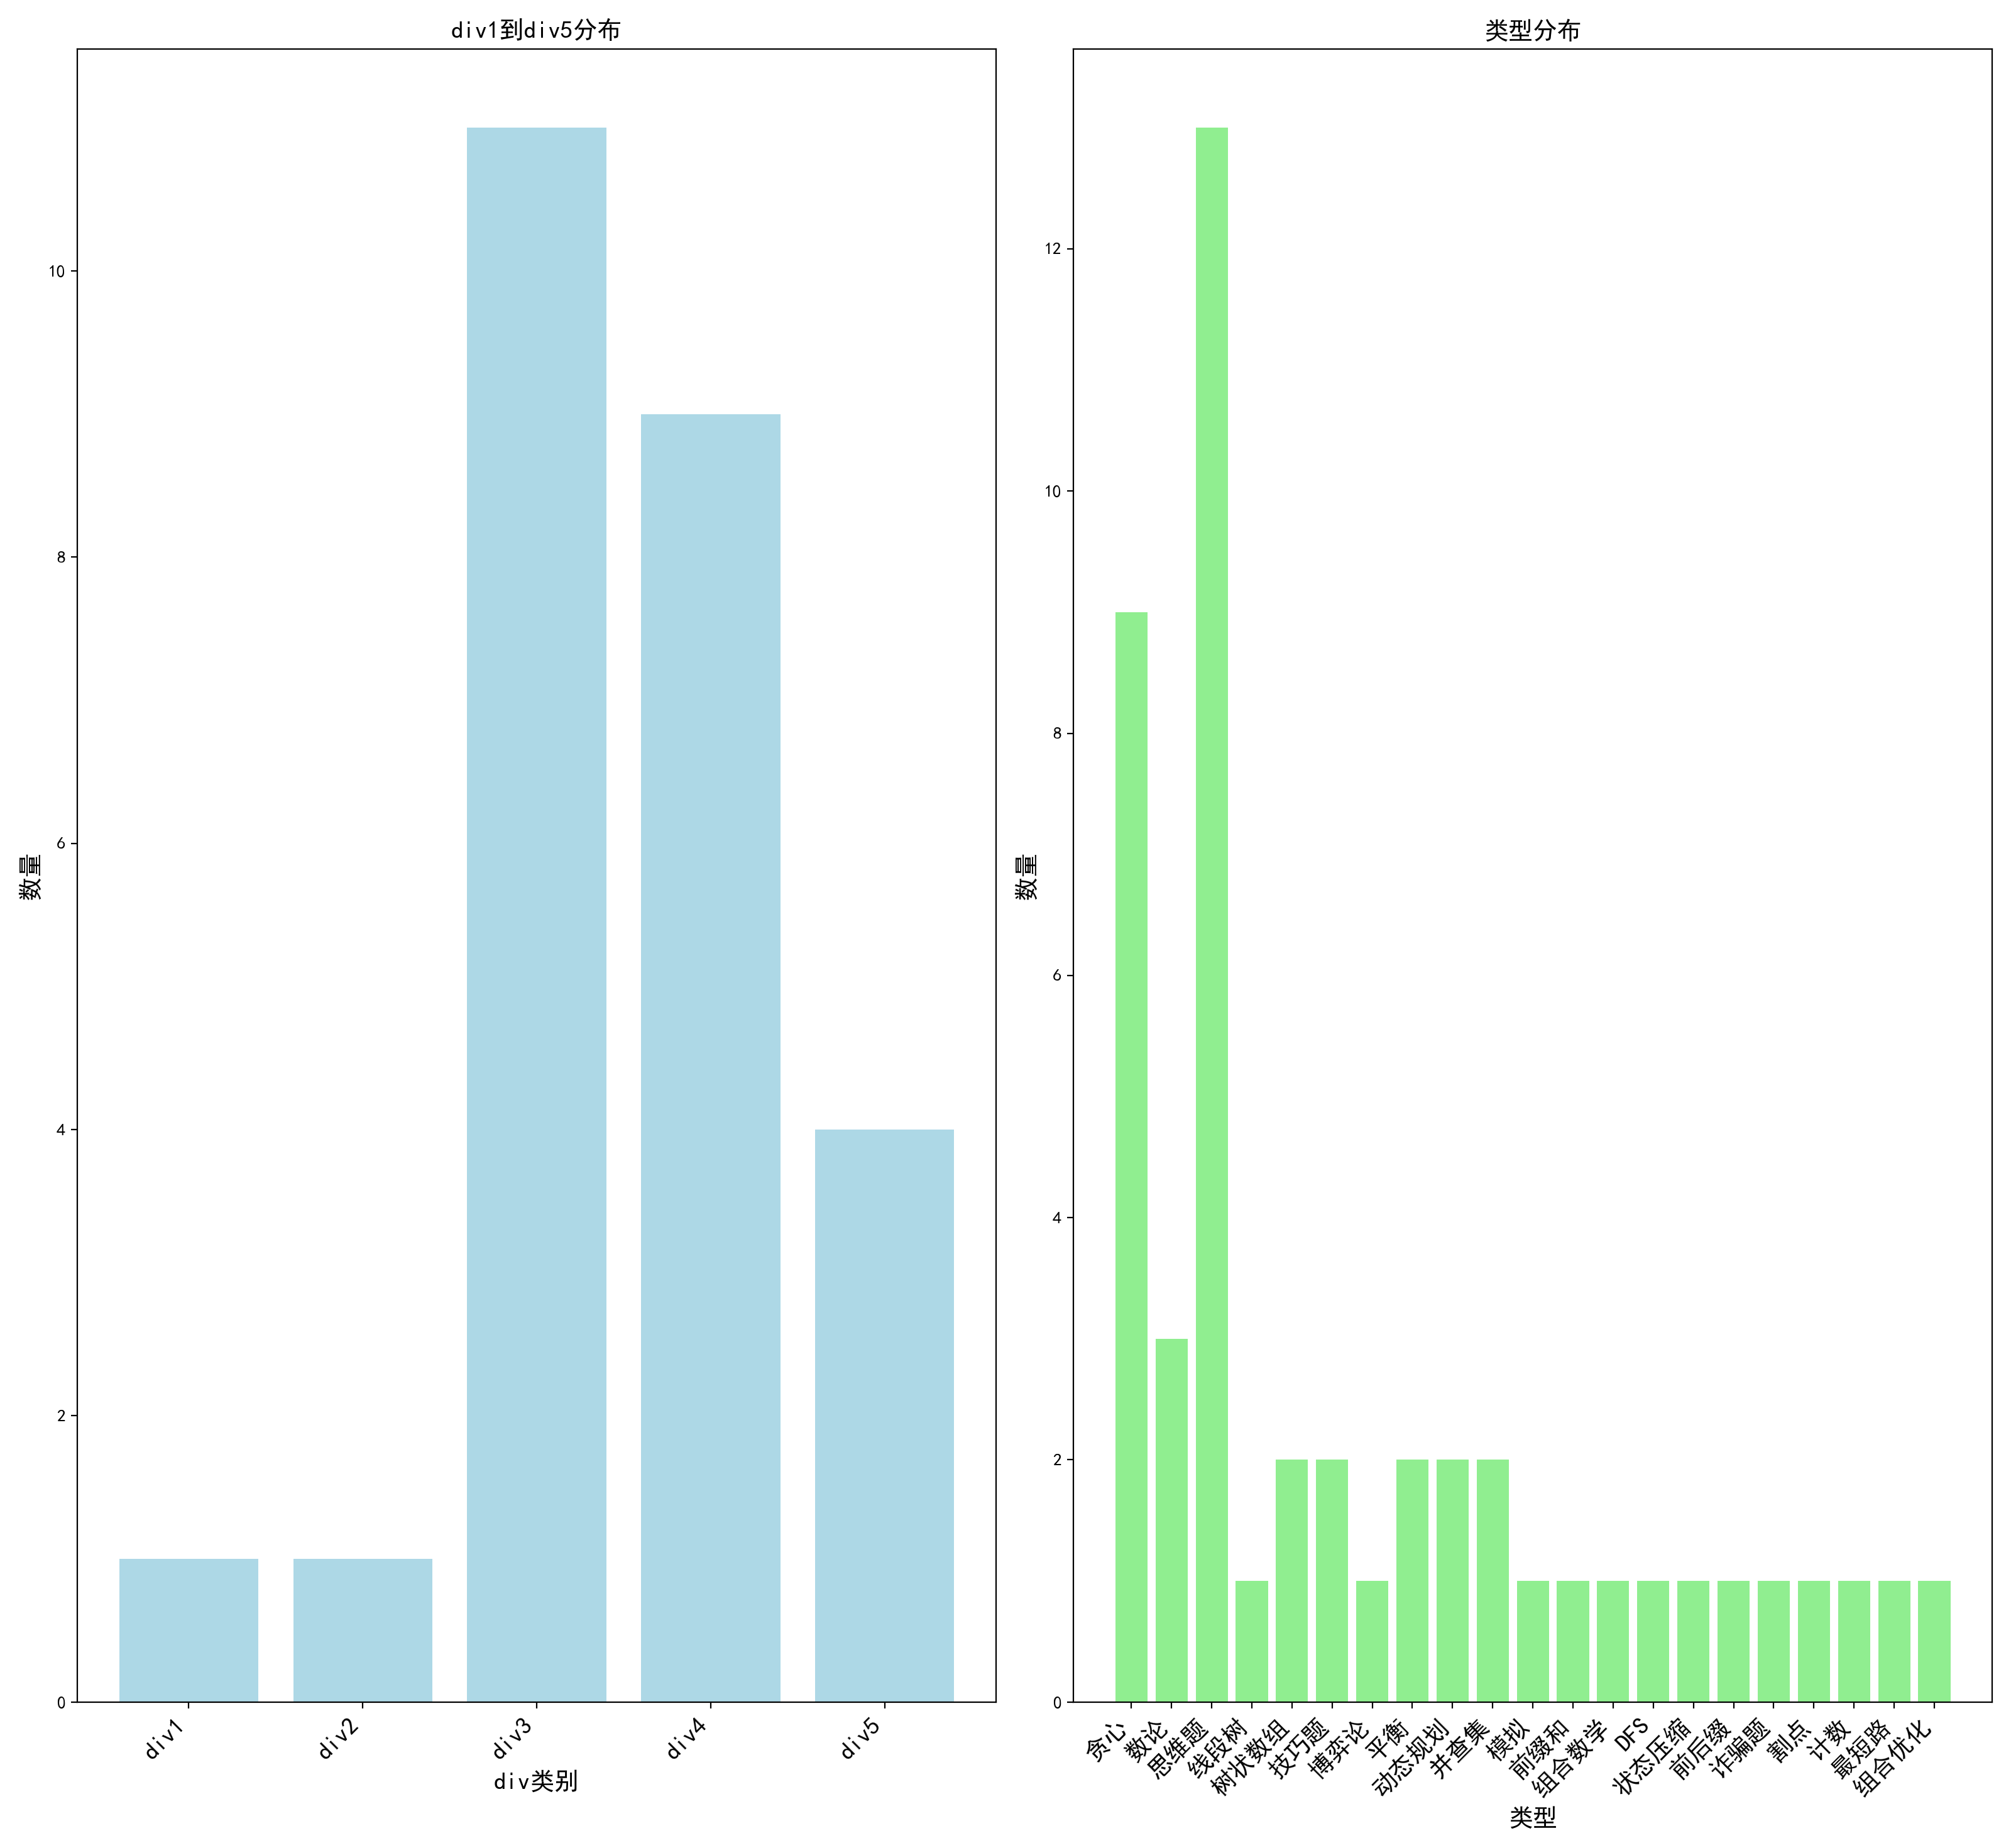 div1到div5分布
数量
10
8
6
4
2
0
div1
div2
div3
div4
div5
div类别
类型分布
数量
12
10
8
6
4
2
0
贪心
数论
思维题
线段树
树状数组
技巧题
博弈论
平衡
动态规划
并查集
模拟
前缀和
组合数学
DFS
状态压缩
前后缀
诈骗题
割点
计数
最短路
组合优化
类型